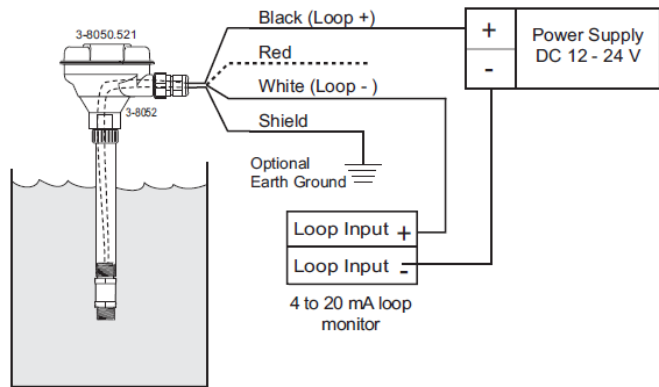 3-8050.521
3-8052
Black (Loop +)
Red
White (Loop - )
Shield
Optional
Earth Ground
+
-
Power Supply
DC 12 - 24 V
Loop Input +
Loop Input -
4 to 20 mA loop
monitor